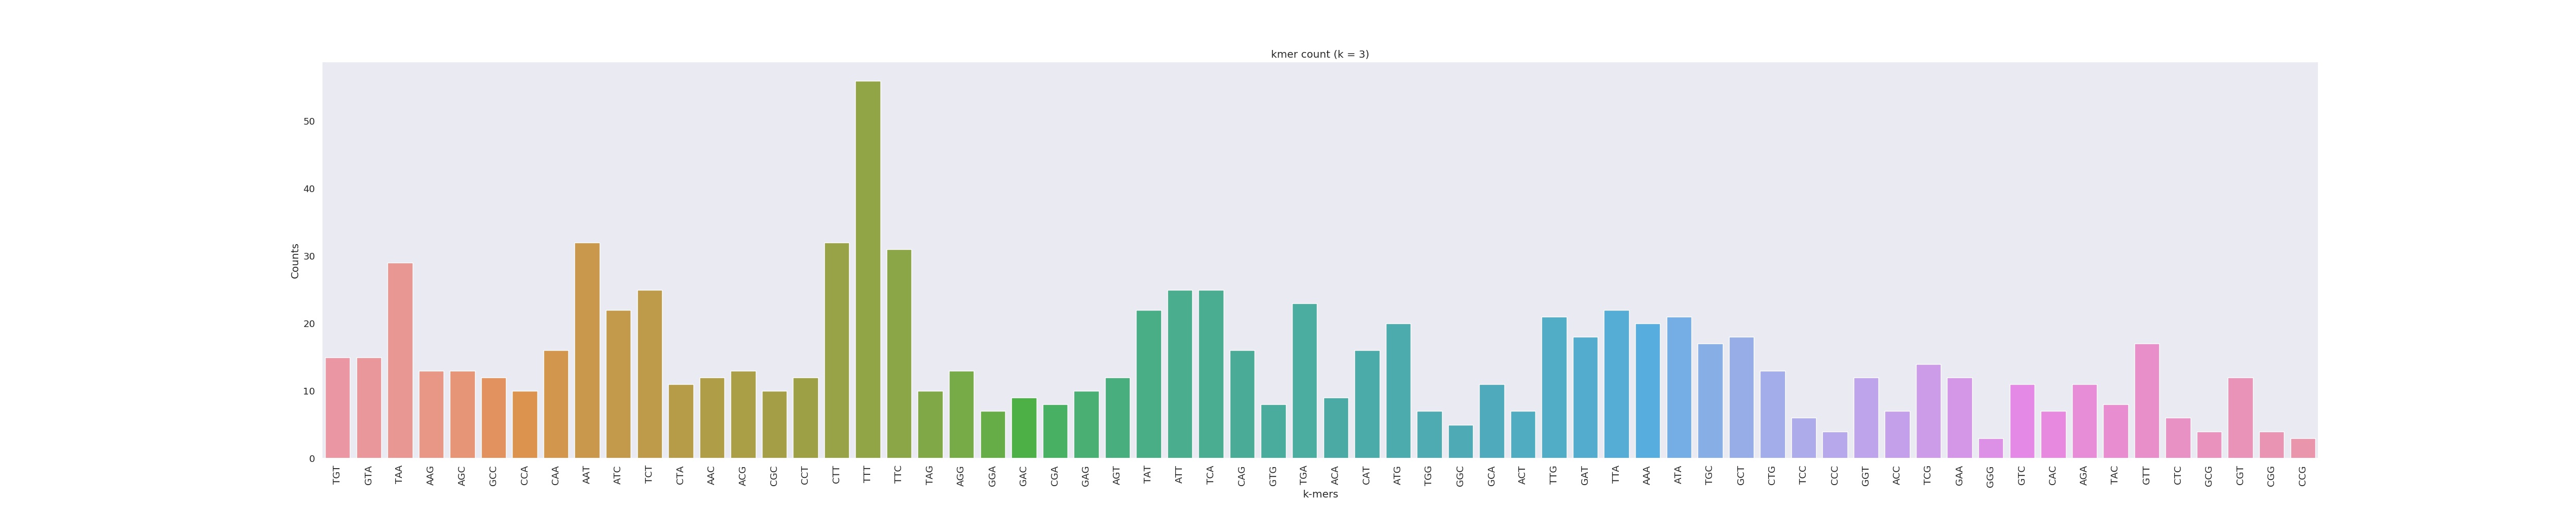 kmer count (k = 3)
Counts
50
40
30
20
10
0
TGT GTA TAA AAG AGC GCC CCA CAA AAT ATC TCT CTA AAC ACG CGC CCT CTT TTT TTC TAG AGG GGA GAC CGA GAG AGT TAT ATT TCA CAG GTG TGA ACA CAT ATG TGG GGC GCA ACT TTG GAT TTA AAA ATA TGC GCT CTG TCC CCC GGT ACC TCG GAA GGG GTC CAC AGA TAC GTT CTC GCG CGT CGG CCG
k-mers